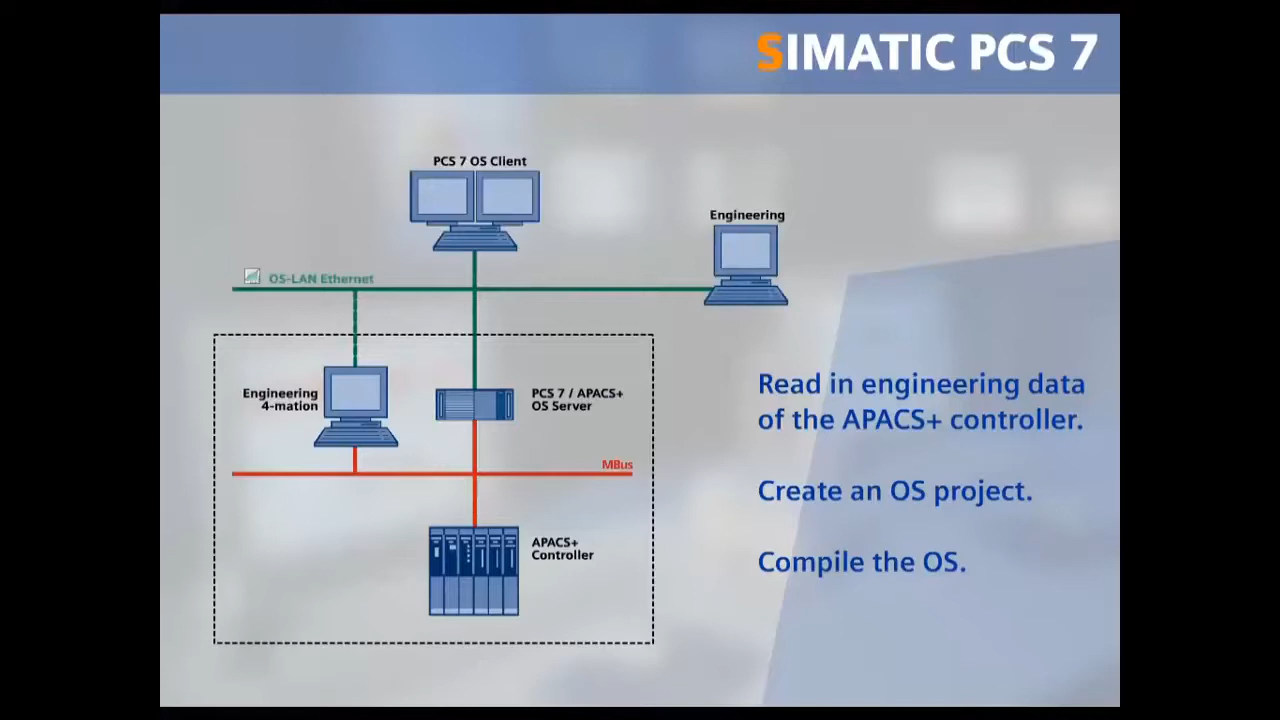 SIMATIC PCS 7
PCS 7 OS Client
Engineering
OS-LAN Ethernet
Engineering
4-mation
PCS 7 / APACS+
OS Server
MBus
APACS+
Controller
Read in engineering data
of the APACS+ controller.
Create an OS project.
Compile the OS.